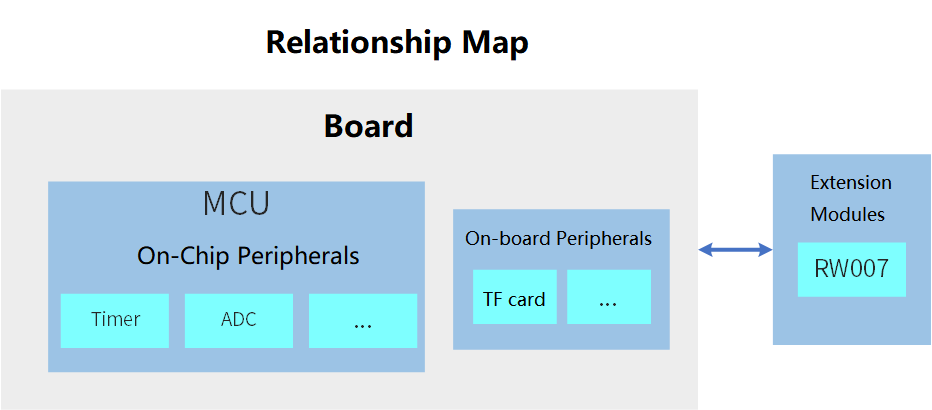 Relationship Map
Board
MCU
On-Chip Peripherals
Timer
ADC
...
On-board Peripherals
TF card
...
Extension
Modules
RW007